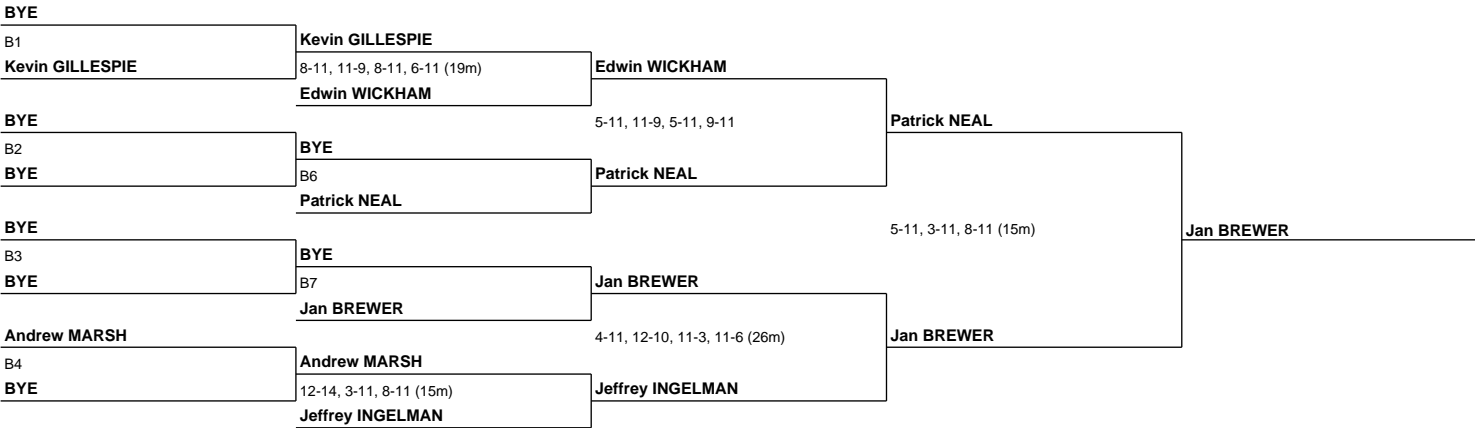 BYE
B1
Kevin GILLESPIE
BYE
B2
BYE
BYE
B3
BYE
Andrew MARSH
B4
BYE
Kevin GILLESPIE
8-11, 11-9, 8-11, 6-11 (19m)
Edwin WICKHAM
BYE
B6
Patrick NEAL
BYE
B7
Jan BREWER
Andrew MARSH
12-14, 3-11, 8-11 (15m)
Jeffrey INGELMAN
Edwin WICKHAM
5-11, 11-9, 5-11, 9-11
Patrick NEAL
Jan BREWER
4-11, 12-10, 11-3, 11-6 (26m)
Jeffrey INGELMAN
Patrick NEAL
5-11, 3-11, 8-11 (15m)
Jan BREWER
Jan BREWER